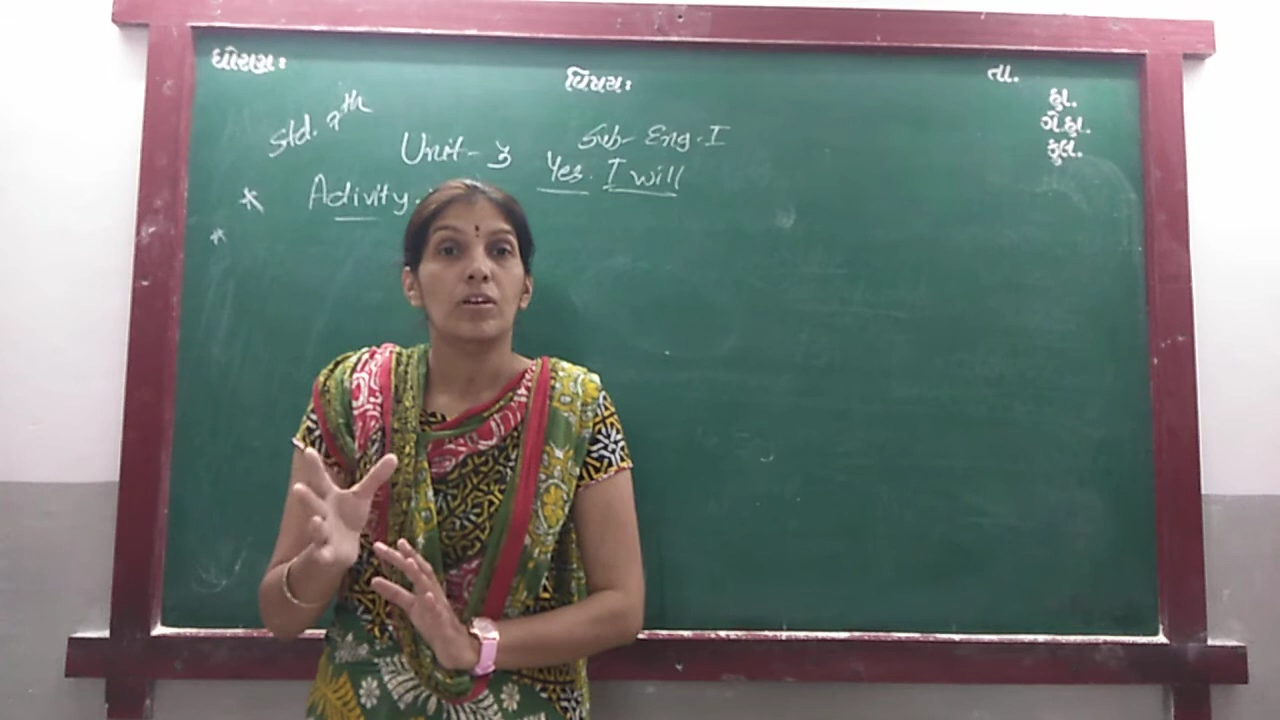 ધોરણઃ
વિષયઃ
તા.
હા.
ગે.હા.
કુલ.
Std. 7th
Sub- Eng. I
Unit - 3
Yes. I will
* Activity.
*